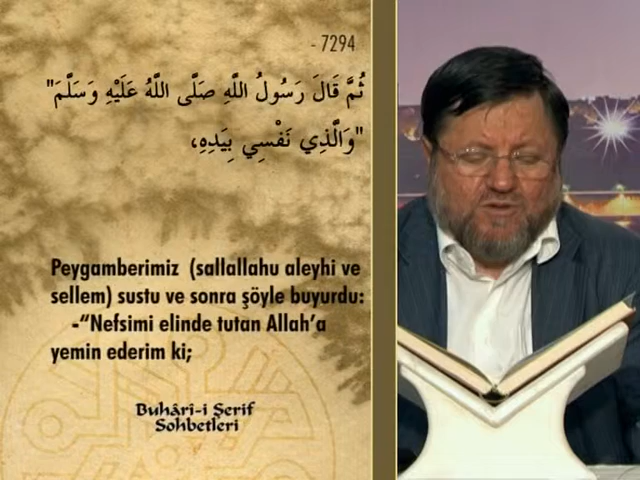 - 7294
"ثُمَّ قَالَ رَسُولُ اللَّهِ صَلَّى اللَّهُ عَلَيْهِ وَسَلَّمَ
"وَالَّذِي نَفْسِي بِيَدِهِ،
Peygamberimiz (sallallahu aleyhi ve
sellem) sustu ve sonra şöyle buyurdu:
-“Nefsimi elinde tutan Allah’a
yemin ederim ki;
Buhârî-i Şerif
Sohbetleri